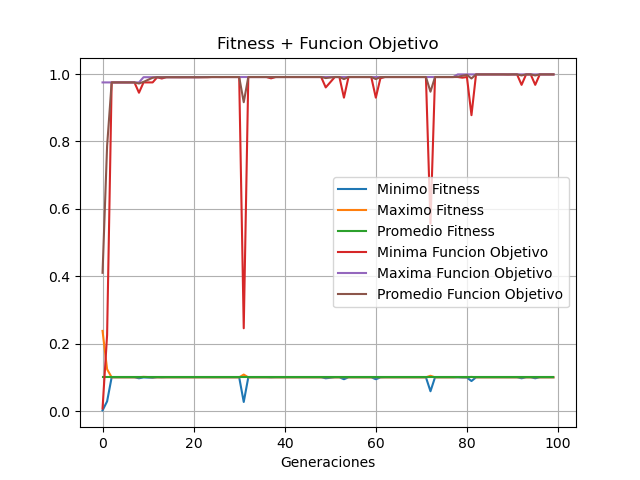 Fitness + Funcion Objetivo
1.0
0.8
0.6
0.4
0.2
0.0
Minimo Fitness
Maximo Fitness
Promedio Fitness
Minima Funcion Objetivo
Maxima Funcion Objetivo
Promedio Funcion Objetivo
0 20 40 60 80 100
Generaciones